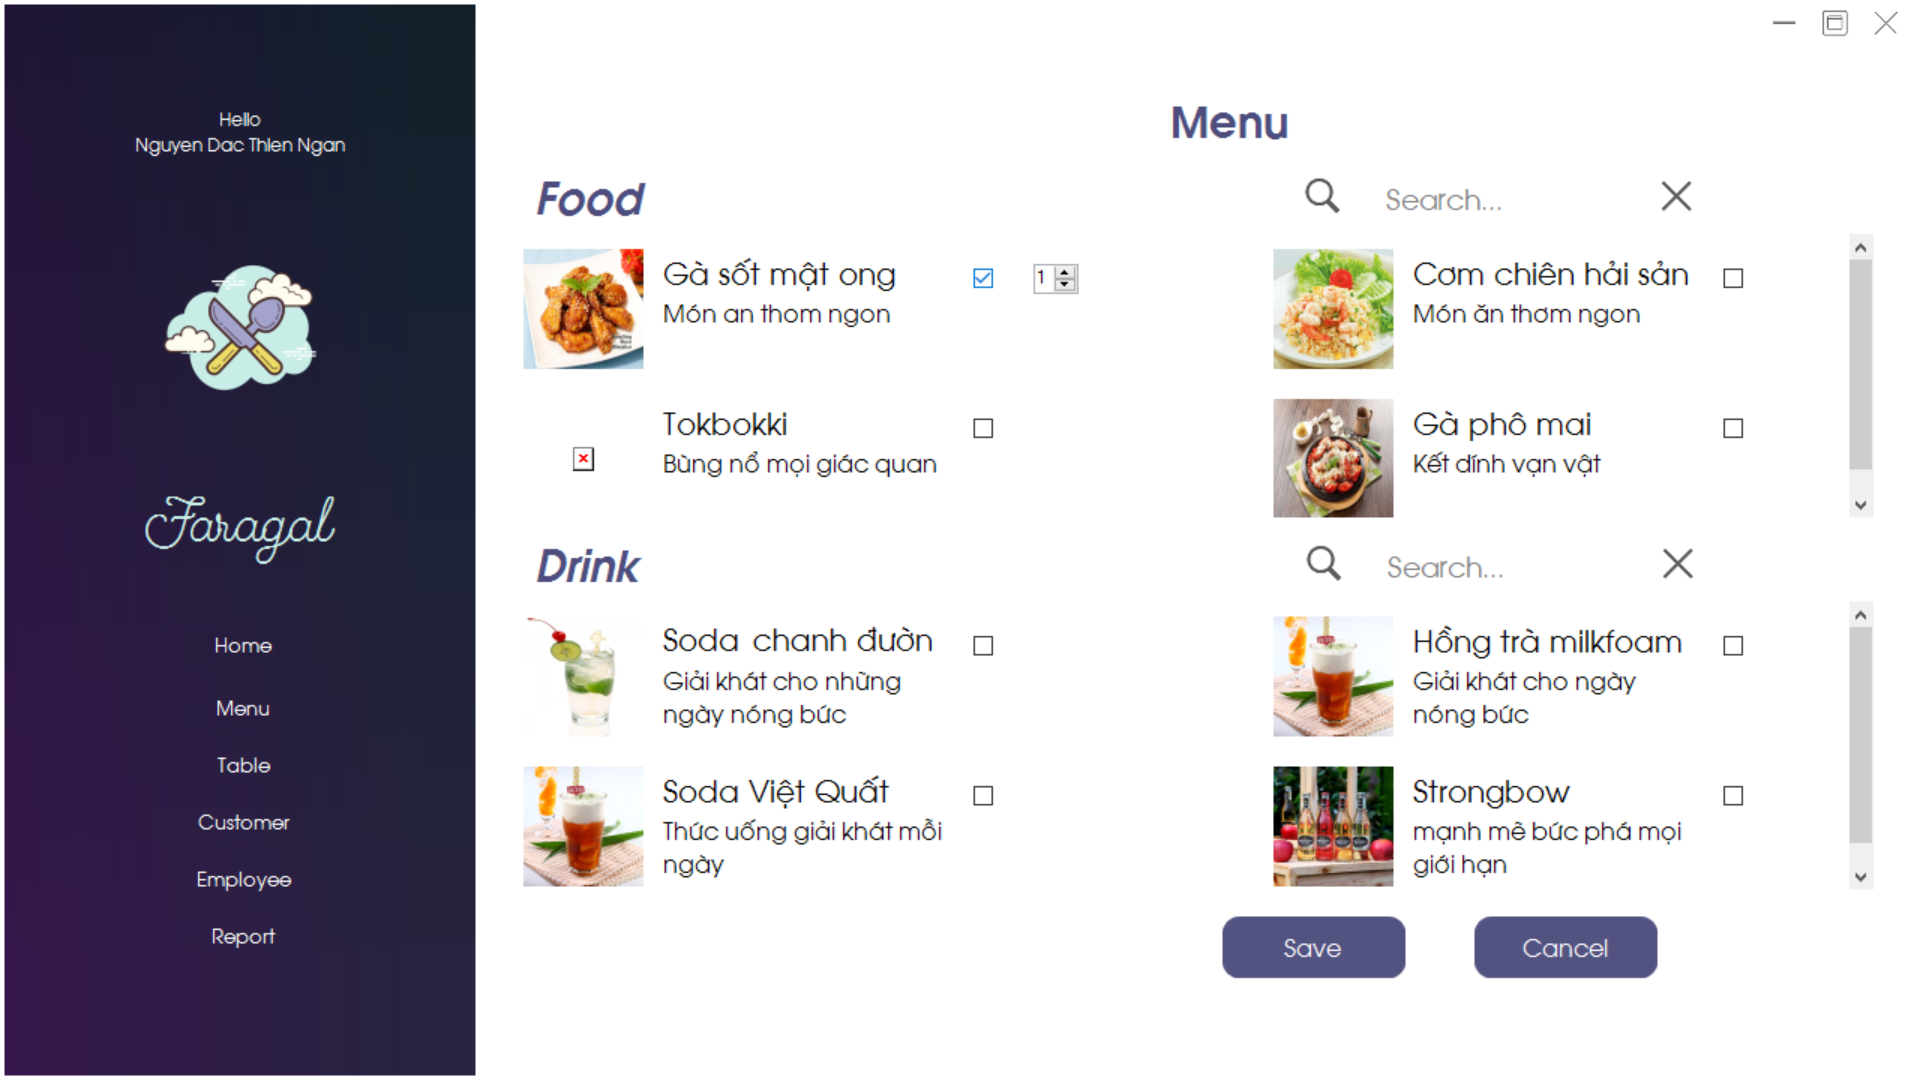 Hello
Nguyen Dac Thien Ngan
Faragal
Home
Menu
Table
Customer
Employee
Report
Menu
Food
Search...
Gà sốt mật ong
Món an thom ngon
1
Cơm chiên hải sản
Món ăn thơm ngon
Tokbokki
Bùng nổ mọi giác quan
Gà phô mai
Kết dính vạn vật
Drink
Search...
Soda chanh đườn
Giải khát cho những
ngày nóng bức
Hồng trà milkfoam
Giải khát cho ngày
nóng bức
Soda Việt Quất
Thức uống giải khát mỗi
ngày
Strongbow
mạnh mẽ bức phá mọi
giới hạn
Save
Cancel